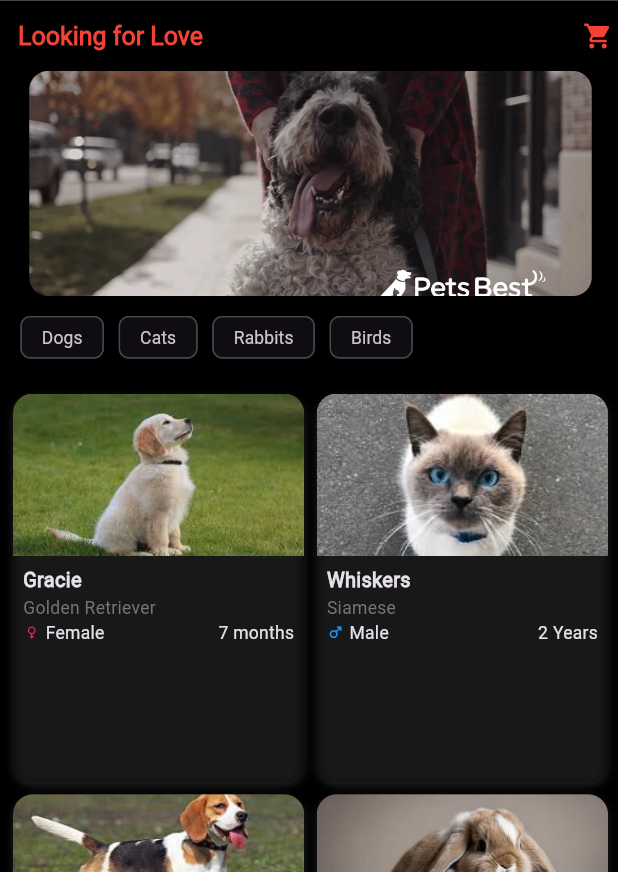 Looking for Love
Pets Best
Dogs Cats Rabbits Birds
Gracie
Golden Retriever
♀ Female 7 months
Whiskers
Siamese
♂ Male 2 Years